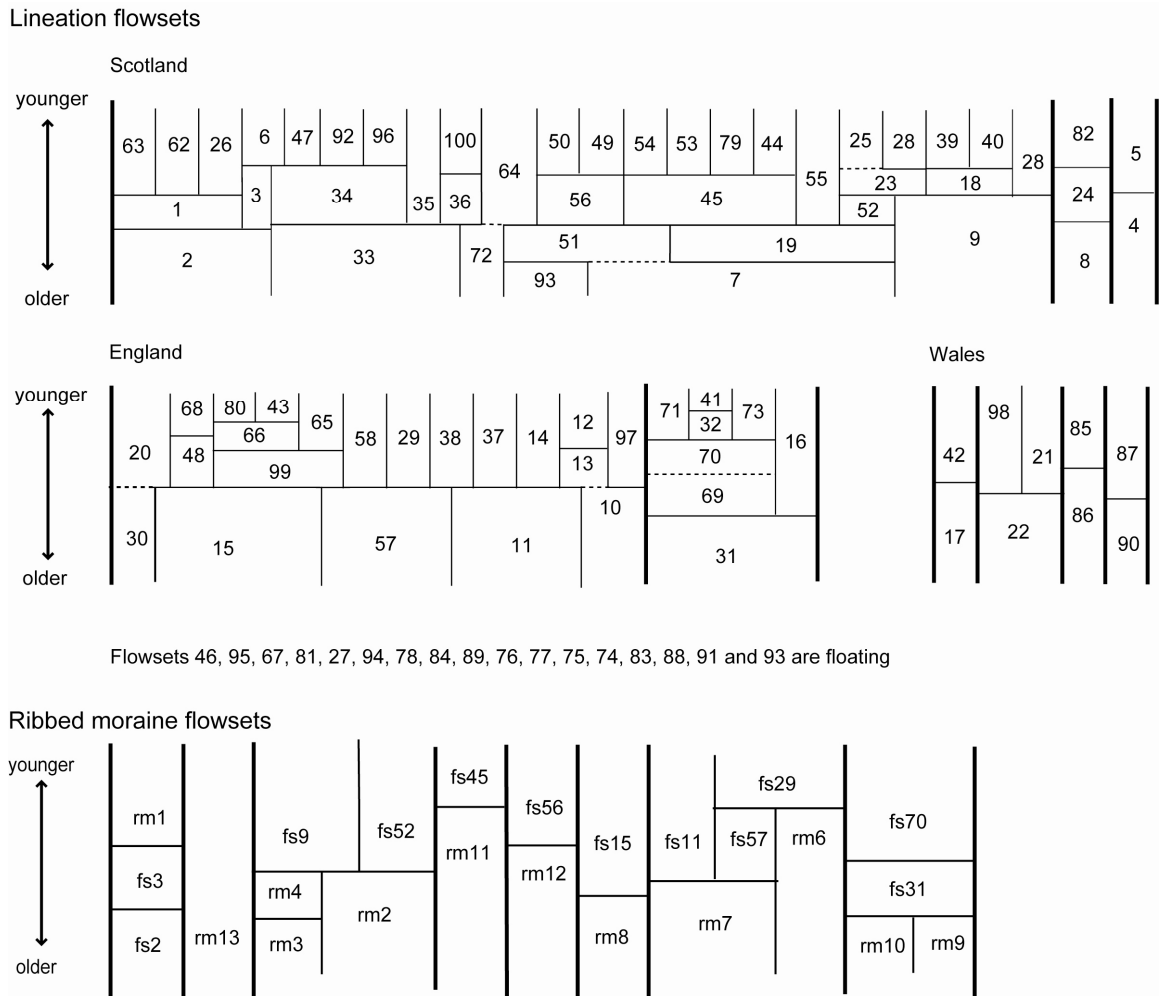 Lineation flowsets
Scotland
younger
older
63 62 26 6 47 92 96 100 50 49 54 53 79 44 25 28 39 40 82 5
64 28
1 3 34 35 36 56 45 55 23 18 52 24 4
2 33 72 51 19 9 8
93 7
England Wales
younger
older
68 80 43 65 12 71 41 73 98 85
20 48 66 58 29 38 37 14 13 97 32 16 42 21 87
99 70
69
30 15 57 11 10 31 17 22 86 90
Flowsets 46, 95, 67, 81, 27, 94, 78, 84, 89, 76, 77, 75, 74, 83, 88, 91 and 93 are floating
Ribbed moraine flowsets
younger
older
fs45 fs29
rm1 fs9 fs52 fs56 fs15 fs11 fs57 rm6 fs70
fs3 rm4 rm11 rm12 fs31
fs2 rm13 rm3 rm2 rm8 rm7 rm10 rm9